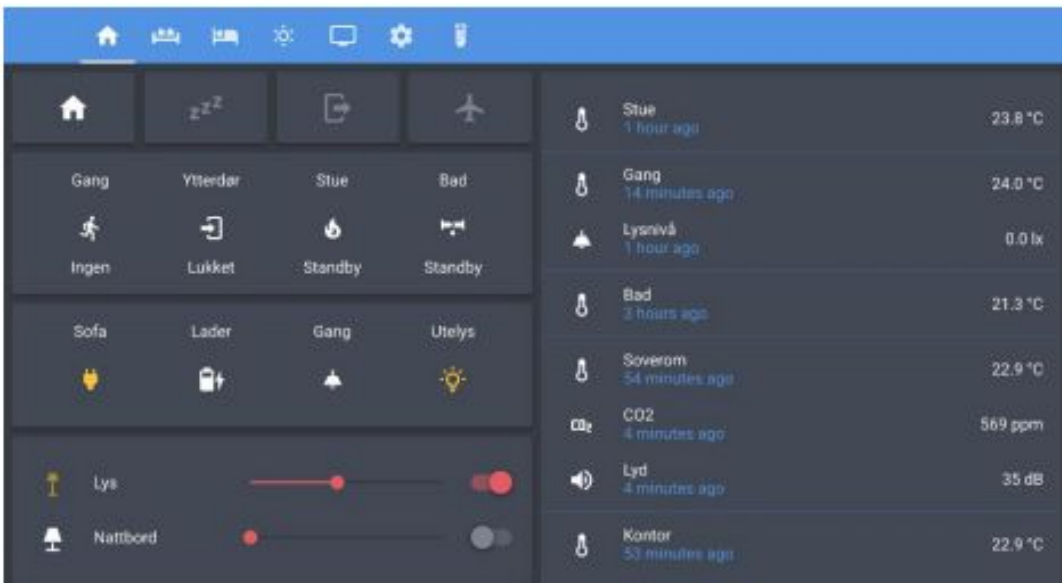 zzz
Gang Ytterdør Stue Bad
Ingen Lukket Standby Standby
Sofa Lader Gang Utelys
Lys
Nattbord
Stue 23.8 °C
1 hour ago
Gang 24.0 °C
14 minutes ago
Lysnivå 0.0 lx
1 hour ago
Bad 21.3 °C
3 hours ago
Soverom 22.9 °C
54 minutes ago
CO₂ CO2 569 ppm
4 minutes ago
Lyd 35 dB
4 minutes ago
Kontor 22.9 °C
53 minutes ago